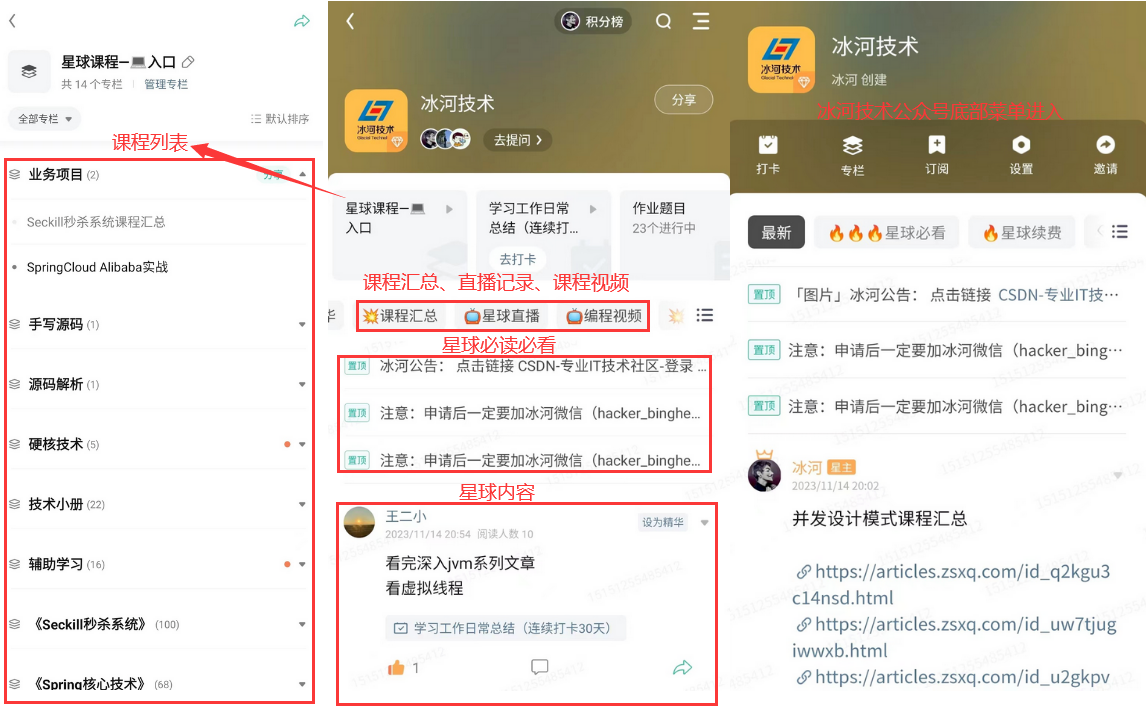 星球课程—💻入口
共 14 个专栏 管理专栏
全部专栏 默认排序
课程列表
业务项目 (2) 分享
Seckill秒杀系统课程汇总
SpringCloud Alibaba实战
手写源码 (1)
源码解析 (1)
硬核技术 (5)
技术小册 (22)
辅助学习 (16)
《Seckill秒杀系统》 (100)
《Spring核心技术》 (68)
积分榜
冰河技术
冰河技术
Glacial Technology
分享
去提问
星球课程—💻
入口
学习工作日常
总结（连续打...
去打卡
作业题目
23个进行中
课程汇总、直播记录、课程视频
💥课程汇总 📺星球直播 📺编程视频 💥
星球必读必看
置顶 冰河公告： 点击链接 CSDN-专业IT技术社区-登录 ...
置顶 注意：申请后一定要加冰河微信（hacker_binghe...
置顶 注意：申请后一定要加冰河微信（hacker_binghe...
星球内容
王二小
2023/11/14 20:54 阅读人数 10
设为精华
看完深入jvm系列文章
看虚拟线程
学习工作日常总结（连续打卡30天）
1
冰河技术
冰河技术
冰河 创建
冰河技术公众号底部菜单进入
打卡 专栏 订阅 设置 邀请
最新 🔥🔥🔥星球必看 🔥星球续费
置顶 「图片」冰河公告： 点击链接 CSDN-专业IT技···
置顶 注意：申请后一定要加冰河微信（hacker_bing···
置顶 注意：申请后一定要加冰河微信（hacker_bing···
冰河 星主
2023/11/14 20:02
并发设计模式课程汇总
https://articles.zsxq.com/id_q2kgu3
c14nsd.html
https://articles.zsxq.com/id_uw7tjug
iwwxb.html
https://articles.zsxq.com/id_u2gkpv